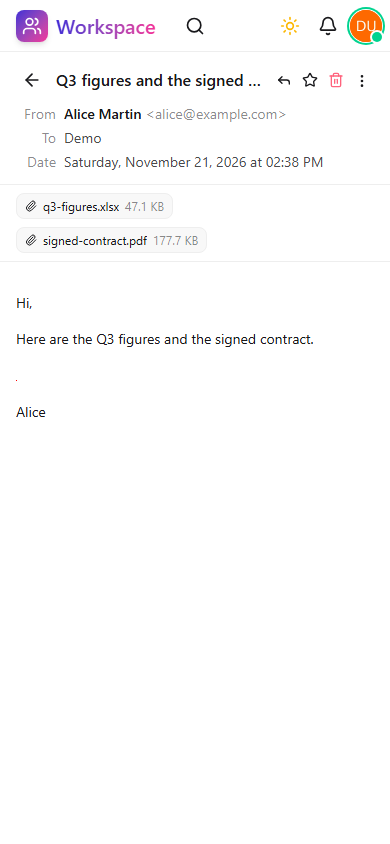 Workspace
DU
Q3 figures and the signed ...
From Alice Martin <alice@example.com>
To Demo
Date Saturday, November 21, 2026 at 02:38 PM
q3-figures.xlsx 47.1 KB
signed-contract.pdf 177.7 KB
Hi,
Here are the Q3 figures and the signed contract.
.
Alice